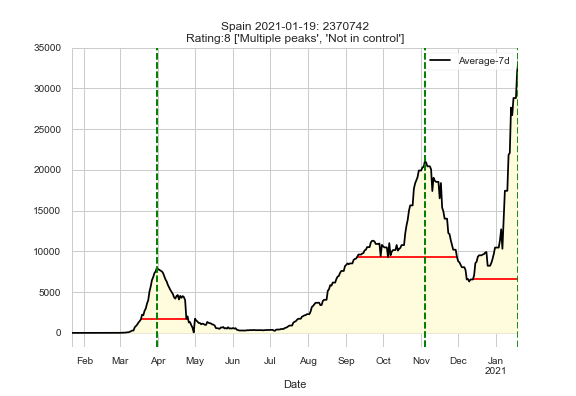 Spain 2021-01-19: 2370742
Rating:8 ['Multiple peaks', 'Not in control']
35000
Average-7d
30000
25000
20000
15000
10000
5000
0
Feb Mar Apr May Jun Jul Aug Sep Oct Nov Dec Jan
2021
Date